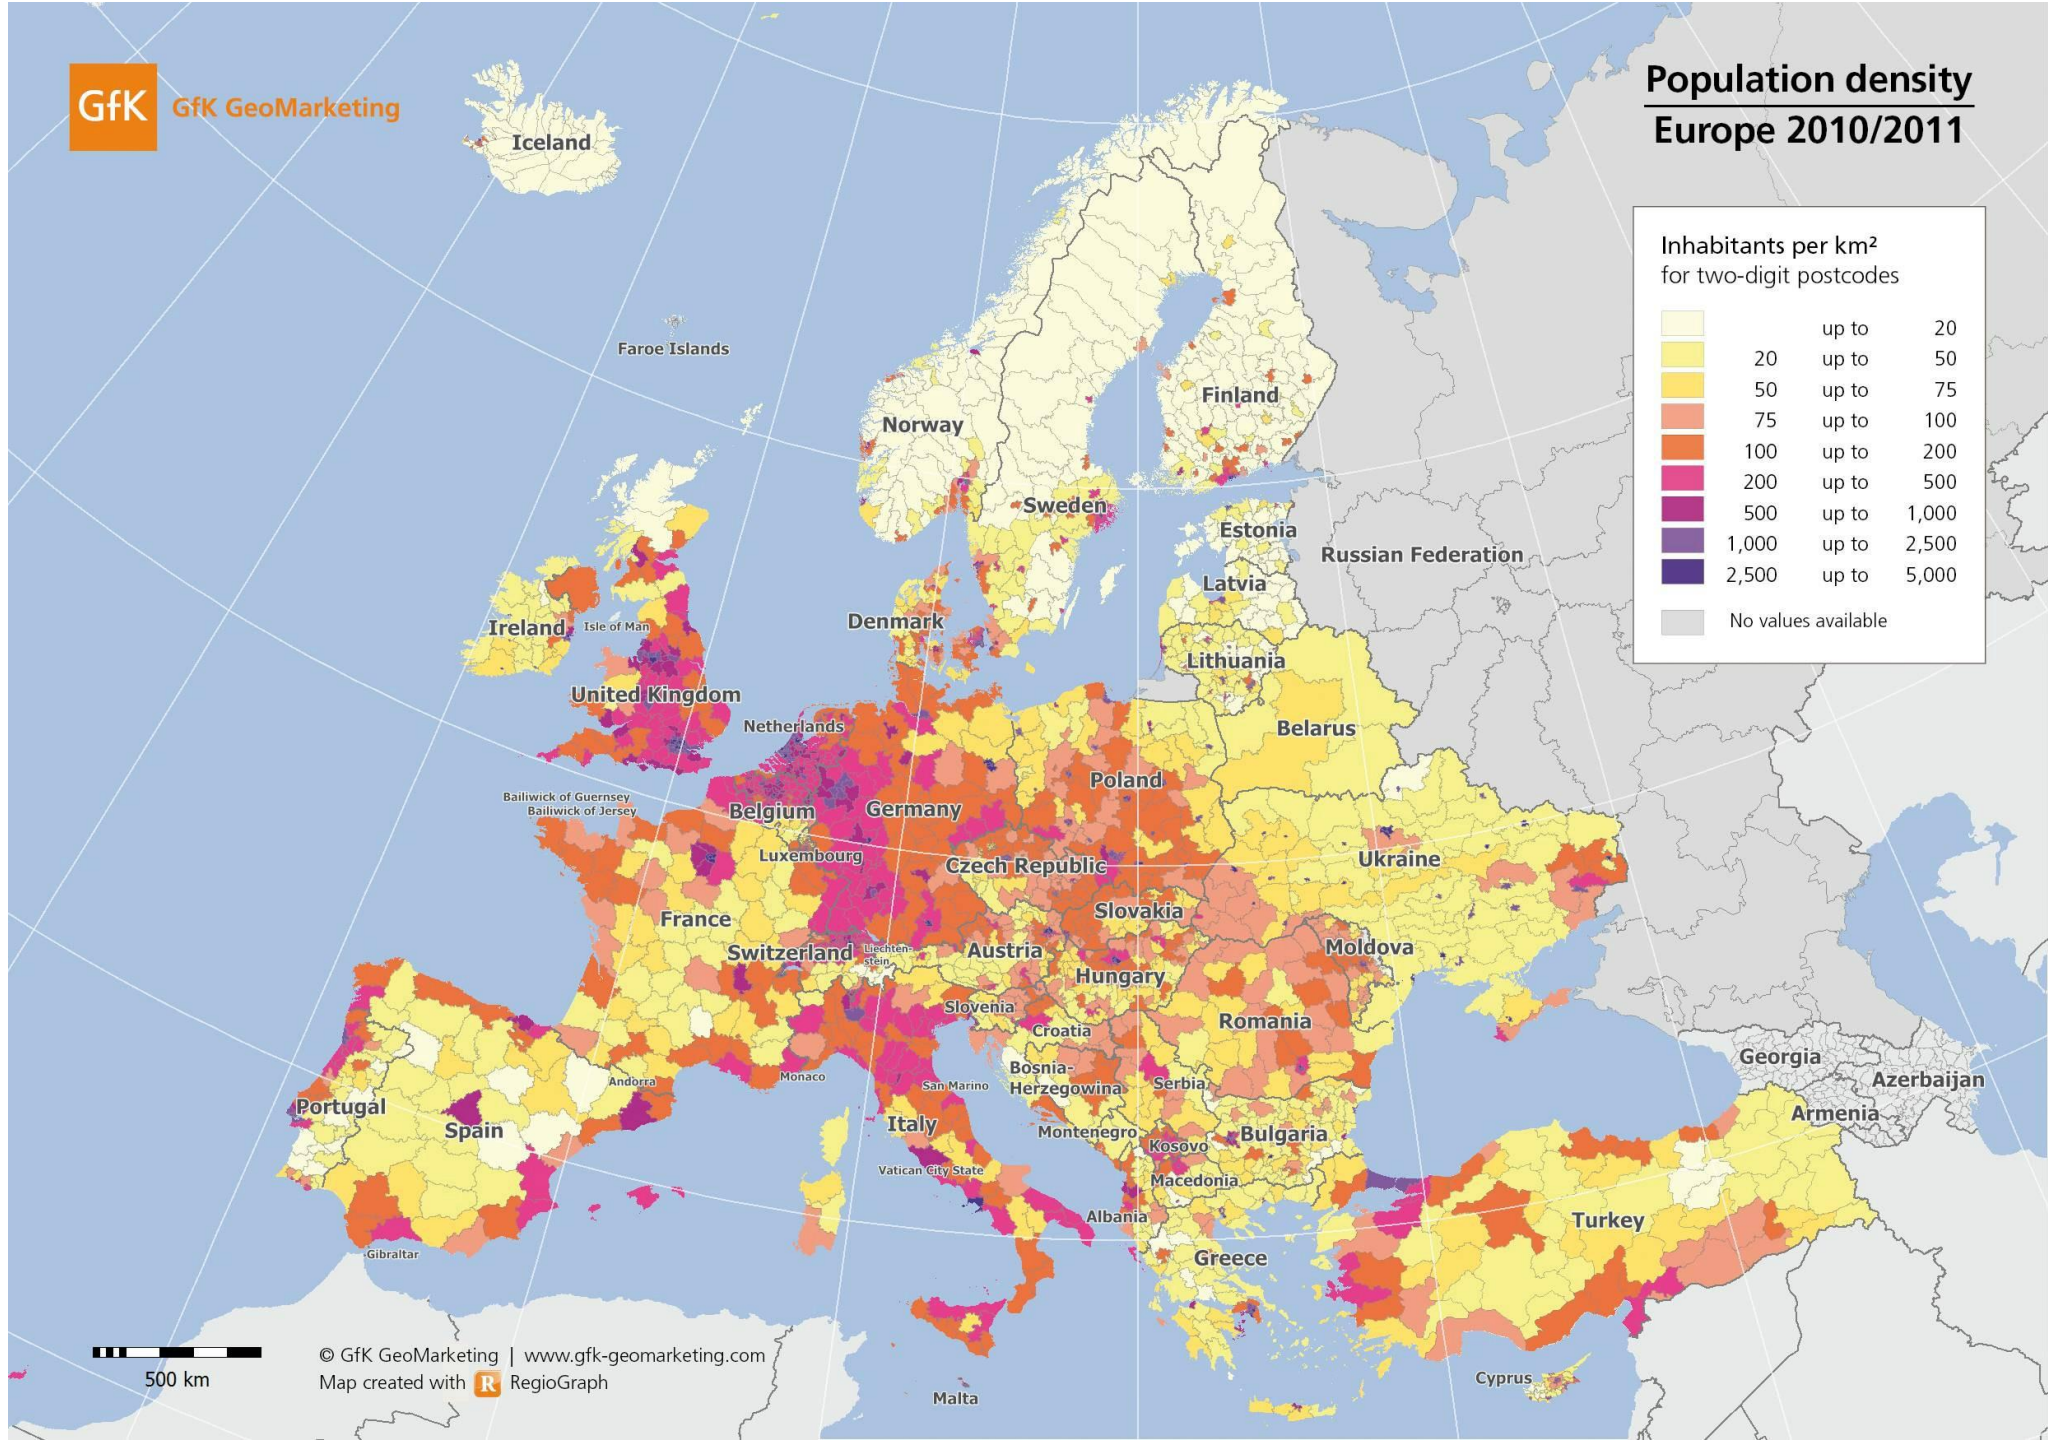 GfK
GfK GeoMarketing
Population density
Europe 2010/2011
Inhabitants per km²
for two-digit postcodes
up to 20
20 up to 50
50 up to 75
75 up to 100
100 up to 200
200 up to 500
500 up to 1,000
1,000 up to 2,500
2,500 up to 5,000
No values available
Iceland
Faroe Islands
Finland
Norway
Sweden
Estonia
Russian Federation
Latvia
Denmark
Ireland
Isle of Man
Lithuania
United Kingdom
Netherlands
Belarus
Poland
Bailiwick of Guernsey
Bailiwick of Jersey
Belgium
Germany
Luxembourg
Czech Republic
Ukraine
France
Slovakia
Switzerland
Liechten-
stein
Austria
Moldova
Hungary
Slovenia
Croatia
Romania
Georgia
Bosnia-
Herzegowina
Serbia
Andorra
Monaco
San Marino
Azerbaijan
Portugal
Spain
Italy
Armenia
Montenegro
Kosovo
Bulgaria
Vatican City State
Macedonia
Albania
Turkey
Gibraltar
Greece
Cyprus
Malta
500 km
© GfK GeoMarketing | www.gfk-geomarketing.com
Map created with R RegioGraph